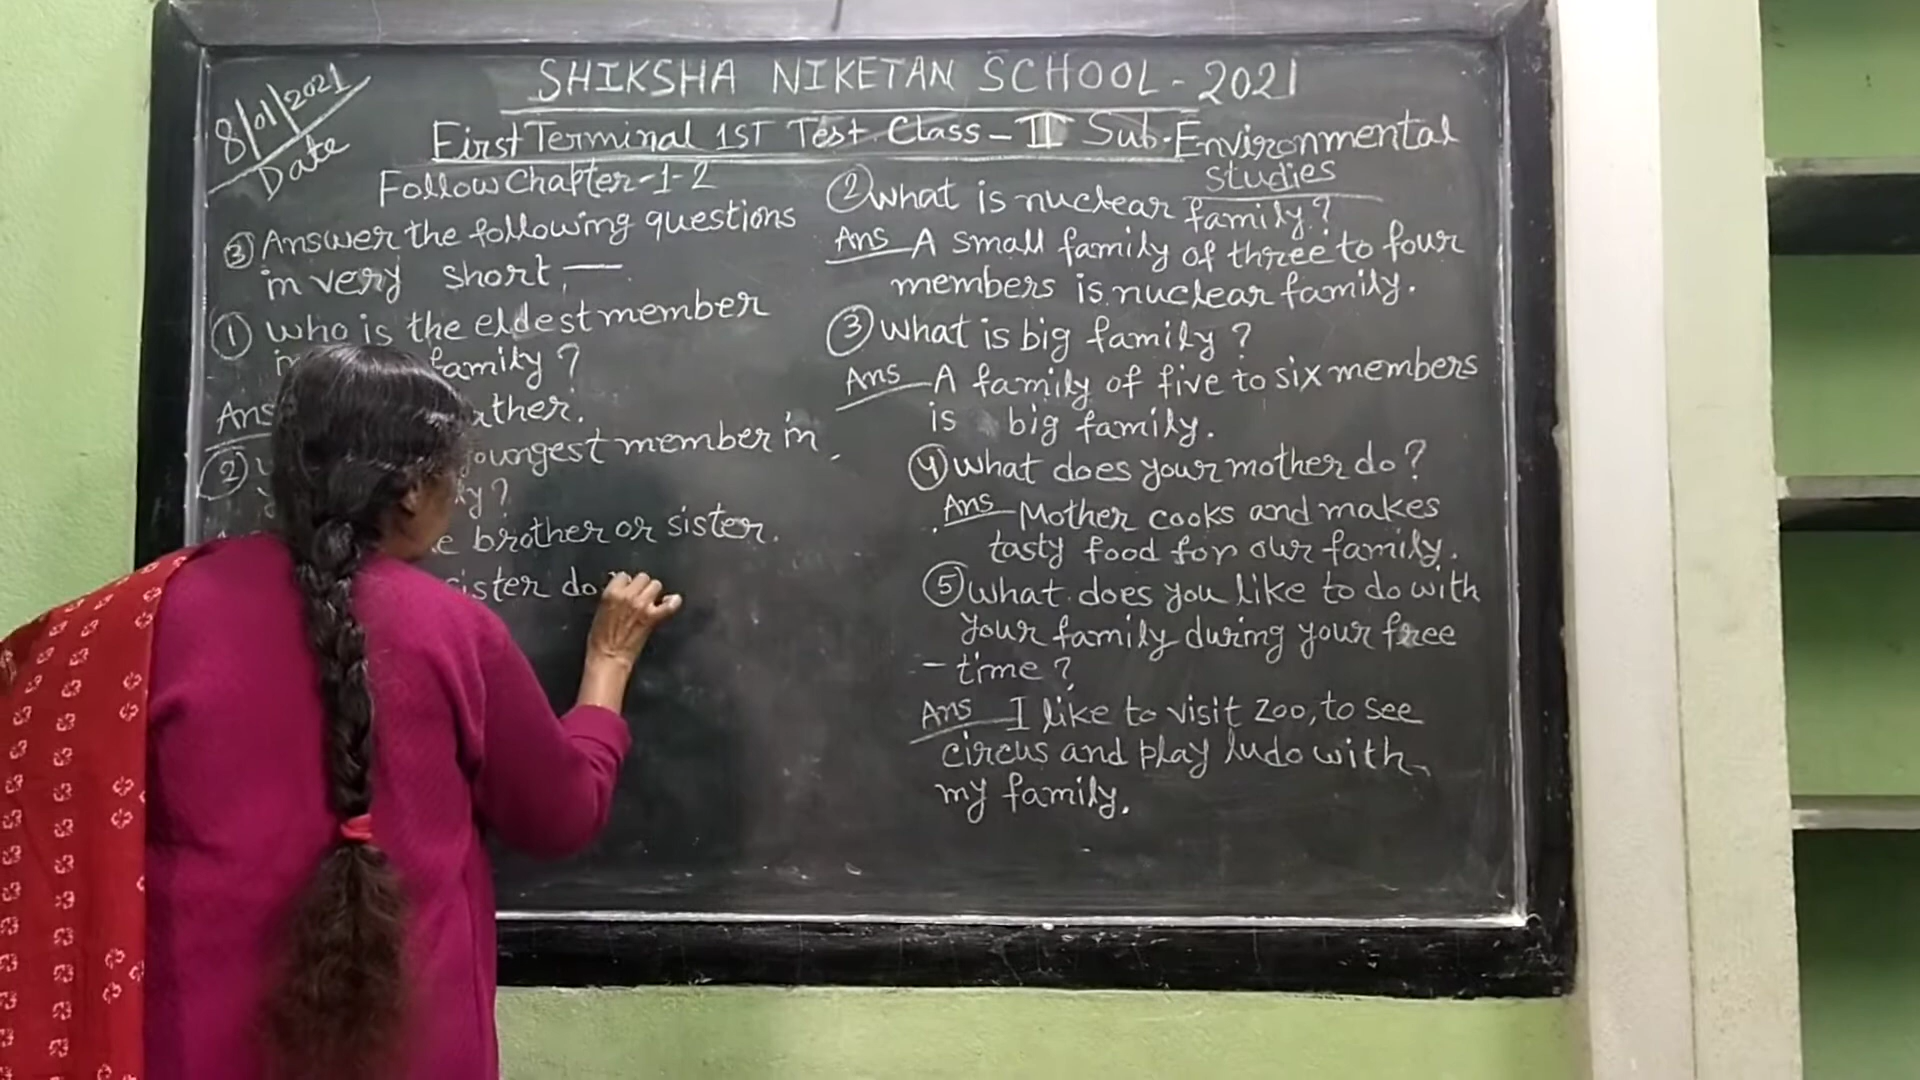 8/01/2021
Date
SHIKSHA NIKETAN SCHOOL - 2021
First Terminal 1ST Test Class - II Sub. Environmental
studies
Follow Chapter-1-2
③ Answer the following questions
in very short, —.
① who is the eldest member
family?
Ans
② youngest member in
brother or sister.
do
② what is nuclear family?
Ans A small family of three to four
members is nuclear family.
③ what is big family?
Ans A family of five to six members
is big family.
④ what does your mother do?
Ans Mother cooks and makes
tasty food for our family.
⑤ what does you like to do with
your family during your free
- time?
Ans I like to visit zoo, to see
circus and play ludo with
my family.